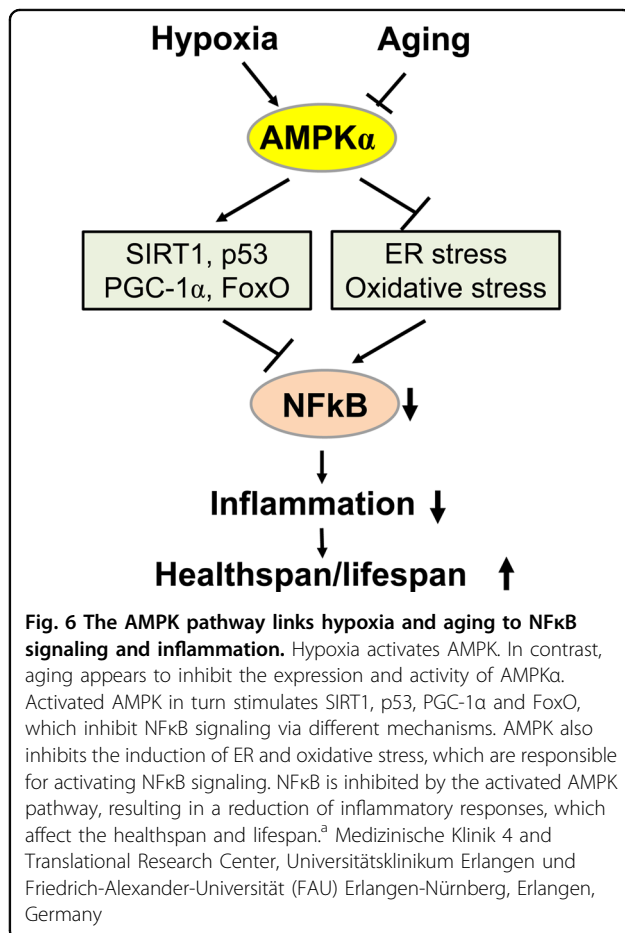 Hypoxia Aging
AMPKα
SIRT1, p53 ER stress
PGC-1α, FoxO Oxidative stress
NFkB
Inflammation
Healthspan/lifespan
Fig. 6 The AMPK pathway links hypoxia and aging to NFκB
signaling and inflammation. Hypoxia activates AMPK. In contrast,
aging appears to inhibit the expression and activity of AMPKα.
Activated AMPK in turn stimulates SIRT1, p53, PGC-1α and FoxO,
which inhibit NFκB signaling via different mechanisms. AMPK also
inhibits the induction of ER and oxidative stress, which are responsible
for activating NFκB signaling. NFκB is inhibited by the activated AMPK
pathway, resulting in a reduction of inflammatory responses, which
affect the healthspan and lifespan.ª Medizinische Klinik 4 and
Translational Research Center, Universitätsklinikum Erlangen und
Friedrich-Alexander-Universität (FAU) Erlangen-Nürnberg, Erlangen,
Germany